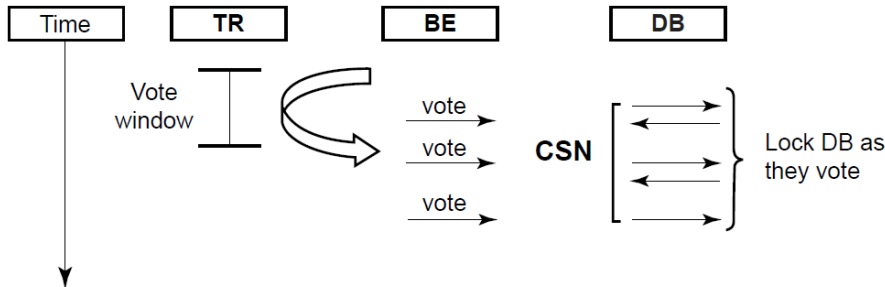 Time
TR
BE
DB
Vote
window
vote
vote
vote
CSN
Lock DB as
they vote